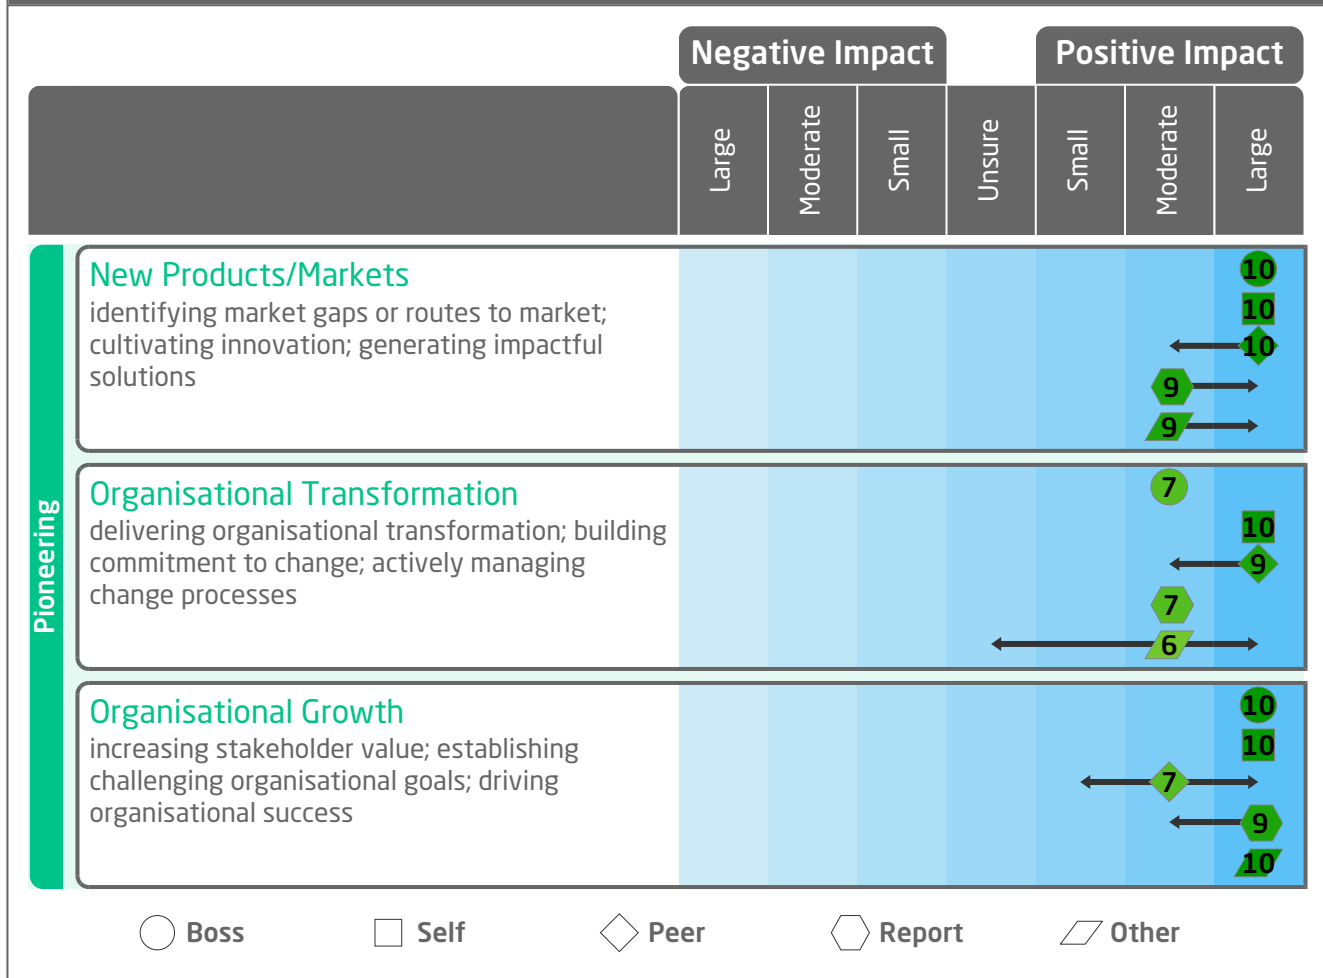 Negative Impact
Positive Impact
Large
Moderate
Small
Unsure
Small
Moderate
Large
Pioneering
New Products/Markets
identifying market gaps or routes to market;
cultivating innovation; generating impactful
solutions
10
10
10
9
9
Organisational Transformation
delivering organisational transformation; building
commitment to change; actively managing
change processes
7
10
9
7
6
Organisational Growth
increasing stakeholder value; establishing
challenging organisational goals; driving
organisational success
10
10
7
9
10
Boss
Self
Peer
Report
Other